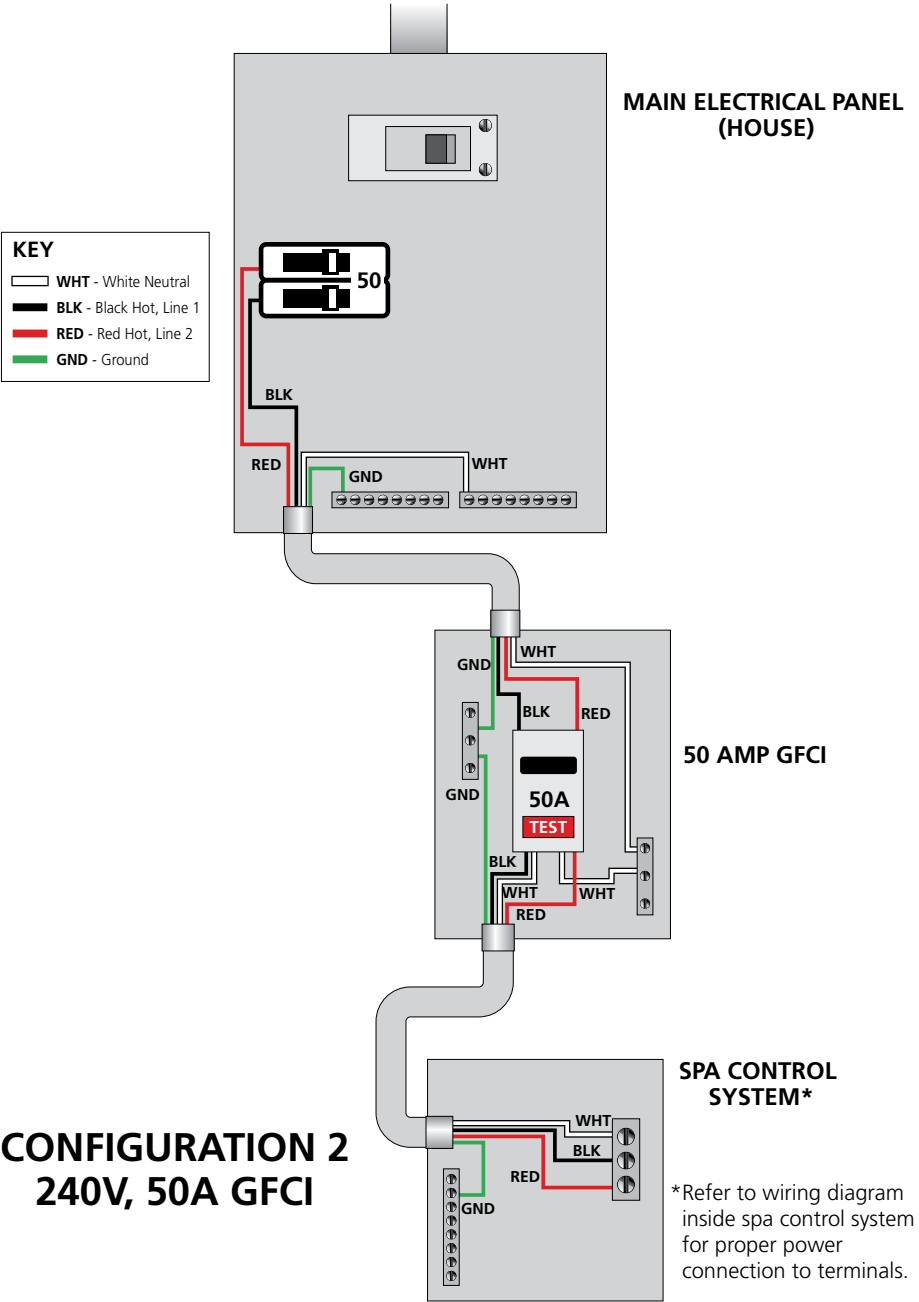 MAIN ELECTRICAL PANEL
(HOUSE)
KEY
WHT - White Neutral
BLK - Black Hot, Line 1
RED - Red Hot, Line 2
GND - Ground
50
BLK
RED
GND
WHT
WHT
GND
BLK
RED
50 AMP GFCI
GND
50A
TEST
BLK
WHT
WHT
RED
SPA CONTROL
SYSTEM*
WHT
BLK
RED
GND
CONFIGURATION 2
240V, 50A GFCI
*Refer to wiring diagram
inside spa control system
for proper power
connection to terminals.